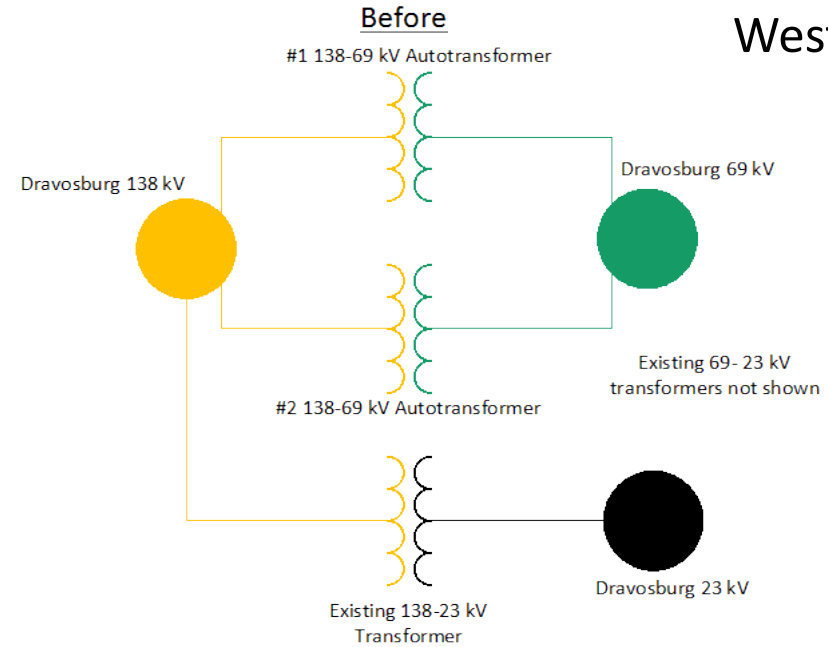 Before
West
#1 138-69 kV Autotransformer
Dravosburg 138 kV
Dravosburg 69 kV
Existing 69- 23 kV
transformers not shown
#2 138-69 kV Autotransformer
Dravosburg 23 kV
Existing 138-23 kV
Transformer